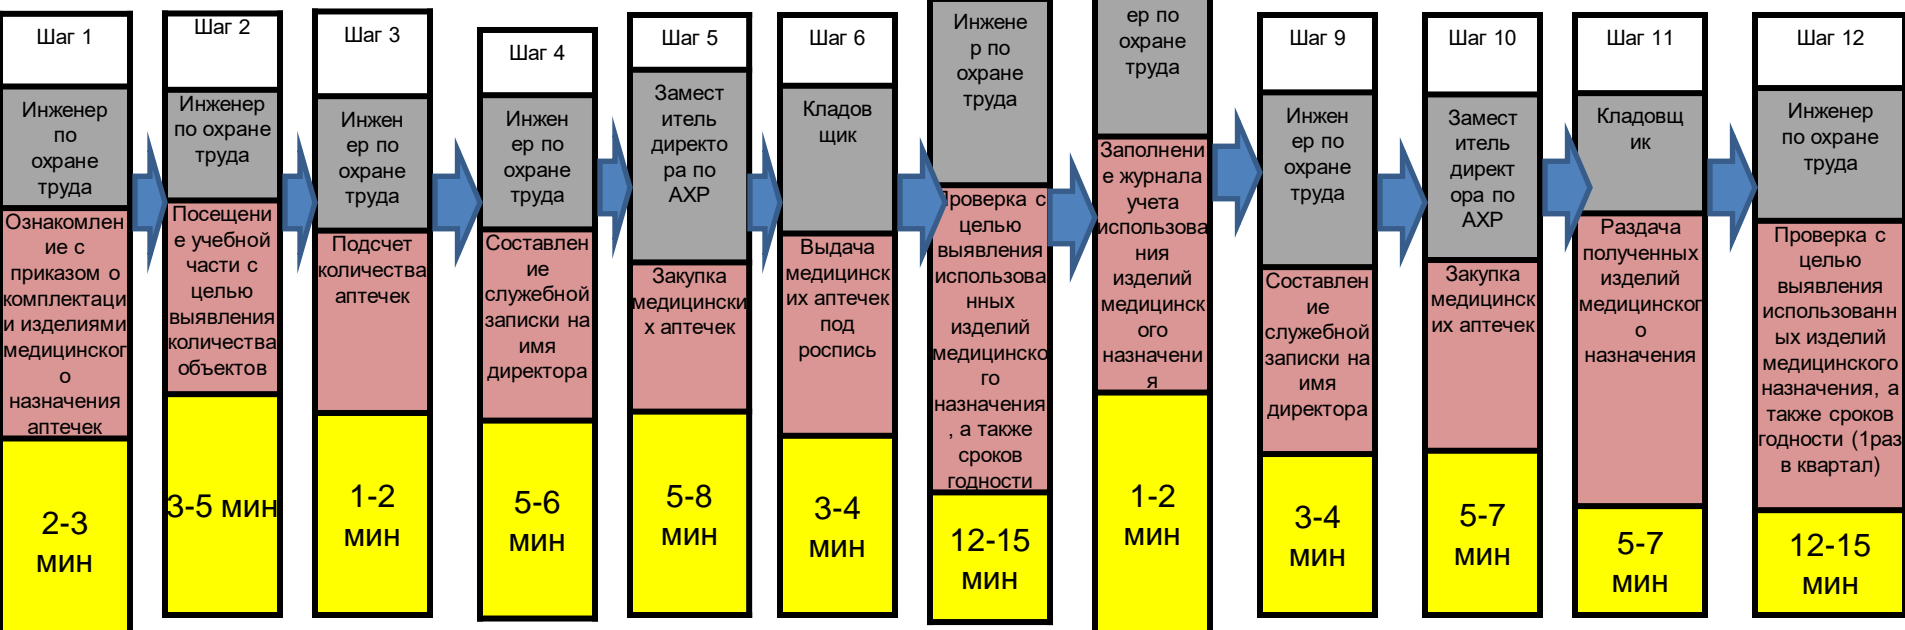 Шаг 1
Инженер
по
охране
труда
Ознакомлен
ие с
приказом о
комплектаци
и изделиями
медицинског
о
назначения
аптечек
2-3
мин
Шаг 2
Инженер
по охране
труда
Посещени
е учебной
части с
целью
выявления
количества
объектов
3-5 мин
Шаг 3
Инжен
ер по
охране
труда
Подсчет
количества
аптечек
1-2
мин
Шаг 4
Инжен
ер по
охране
труда
Составлен
ие
служебной
записки на
имя
директора
5-6
мин
Шаг 5
Замест
итель
директо
ра по
АХР
Закупка
медицински
х аптечек
5-8
мин
Шаг 6
Кладов
щик
Выдача
медицинск
их аптечек
под
роспись
3-4
мин
Инжене
р по
охране
труда
Проверка с
целью
выявления
использова
нных
изделий
медицинско
го
назначения
, а также
сроков
годности
12-15
мин
ер по
охране
труда
Заполнени
е журнала
учета
использова
ния
изделий
медицинск
ого
назначени
я
1-2
мин
Шаг 9
Инжен
ер по
охране
труда
Составлен
ие
служебной
записки на
имя
директора
3-4
мин
Шаг 10
Замест
итель
директ
ора по
АХР
Закупка
медицинск
их аптечек
5-7
мин
Шаг 11
Кладовщ
ик
Раздача
полученных
изделий
медицинског
о
назначения
5-7
мин
Шаг 12
Инженер
по охране
труда
Проверка с
целью
выявления
использованн
ых изделий
медицинского
назначения, а
также сроков
годности (1раз
в квартал)
12-15
мин